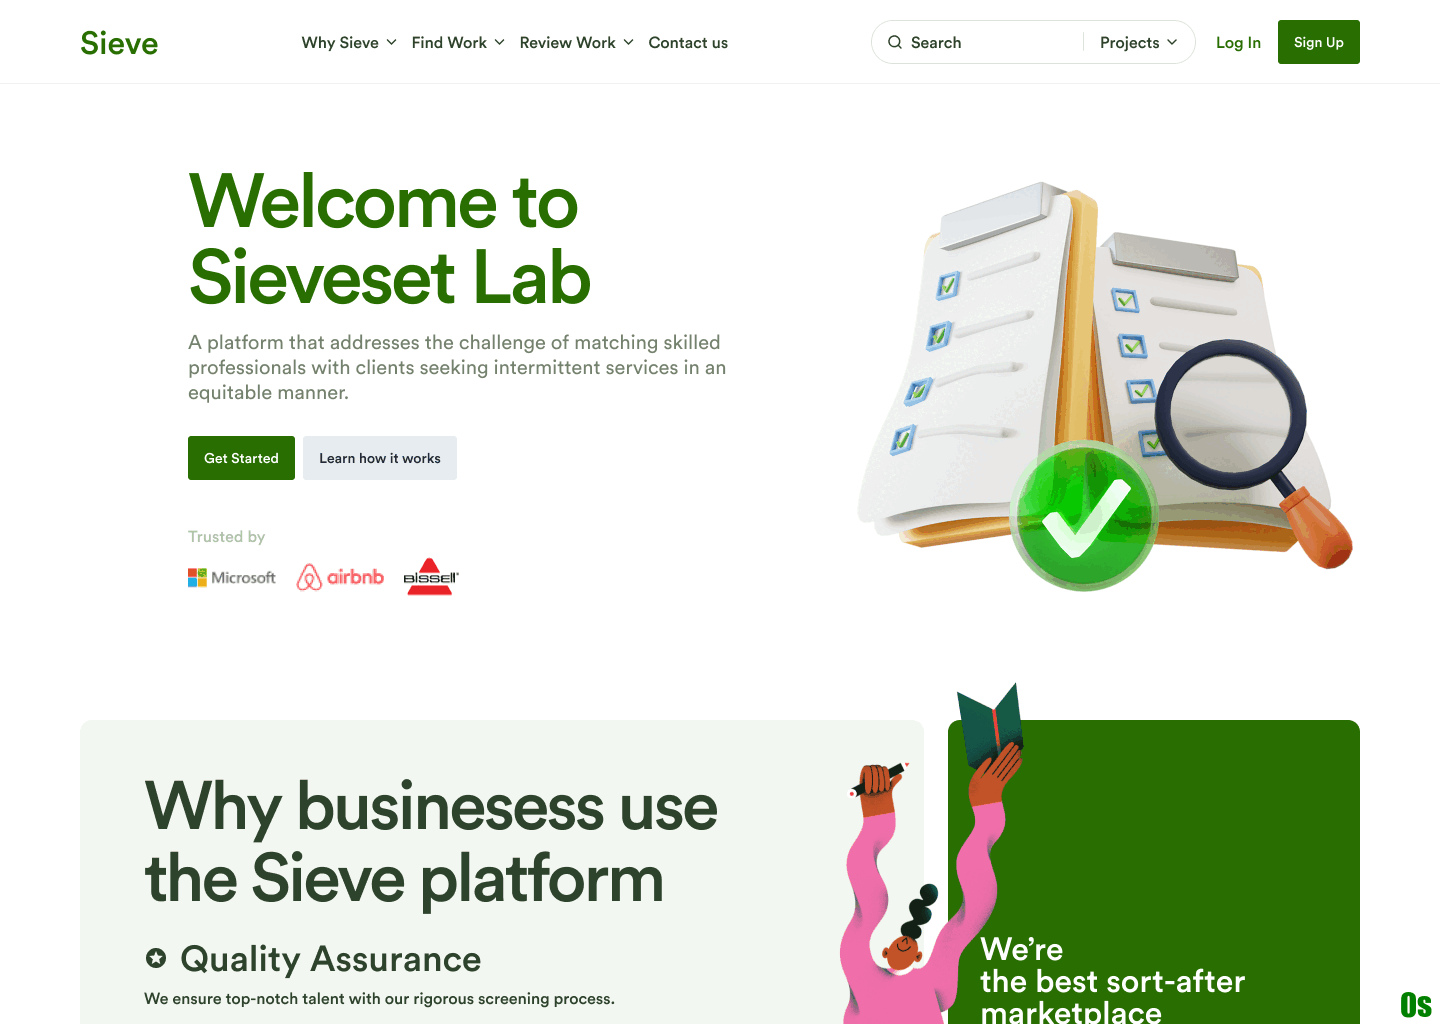 Sieve
Why Sieve
Find Work
Review Work
Contact us
Search
Projects
Log In
Sign Up
Welcome to
Sieveset Lab
A platform that addresses the challenge of matching skilled
professionals with clients seeking intermittent services in an
equitable manner.
Get Started
Learn how it works
Trusted by
Microsoft
airbnb
BISSELL
Why businesess use
the Sieve platform
Quality Assurance
We ensure top-notch talent with our rigorous screening process.
We’re
the best sort-after
marketplace
0s